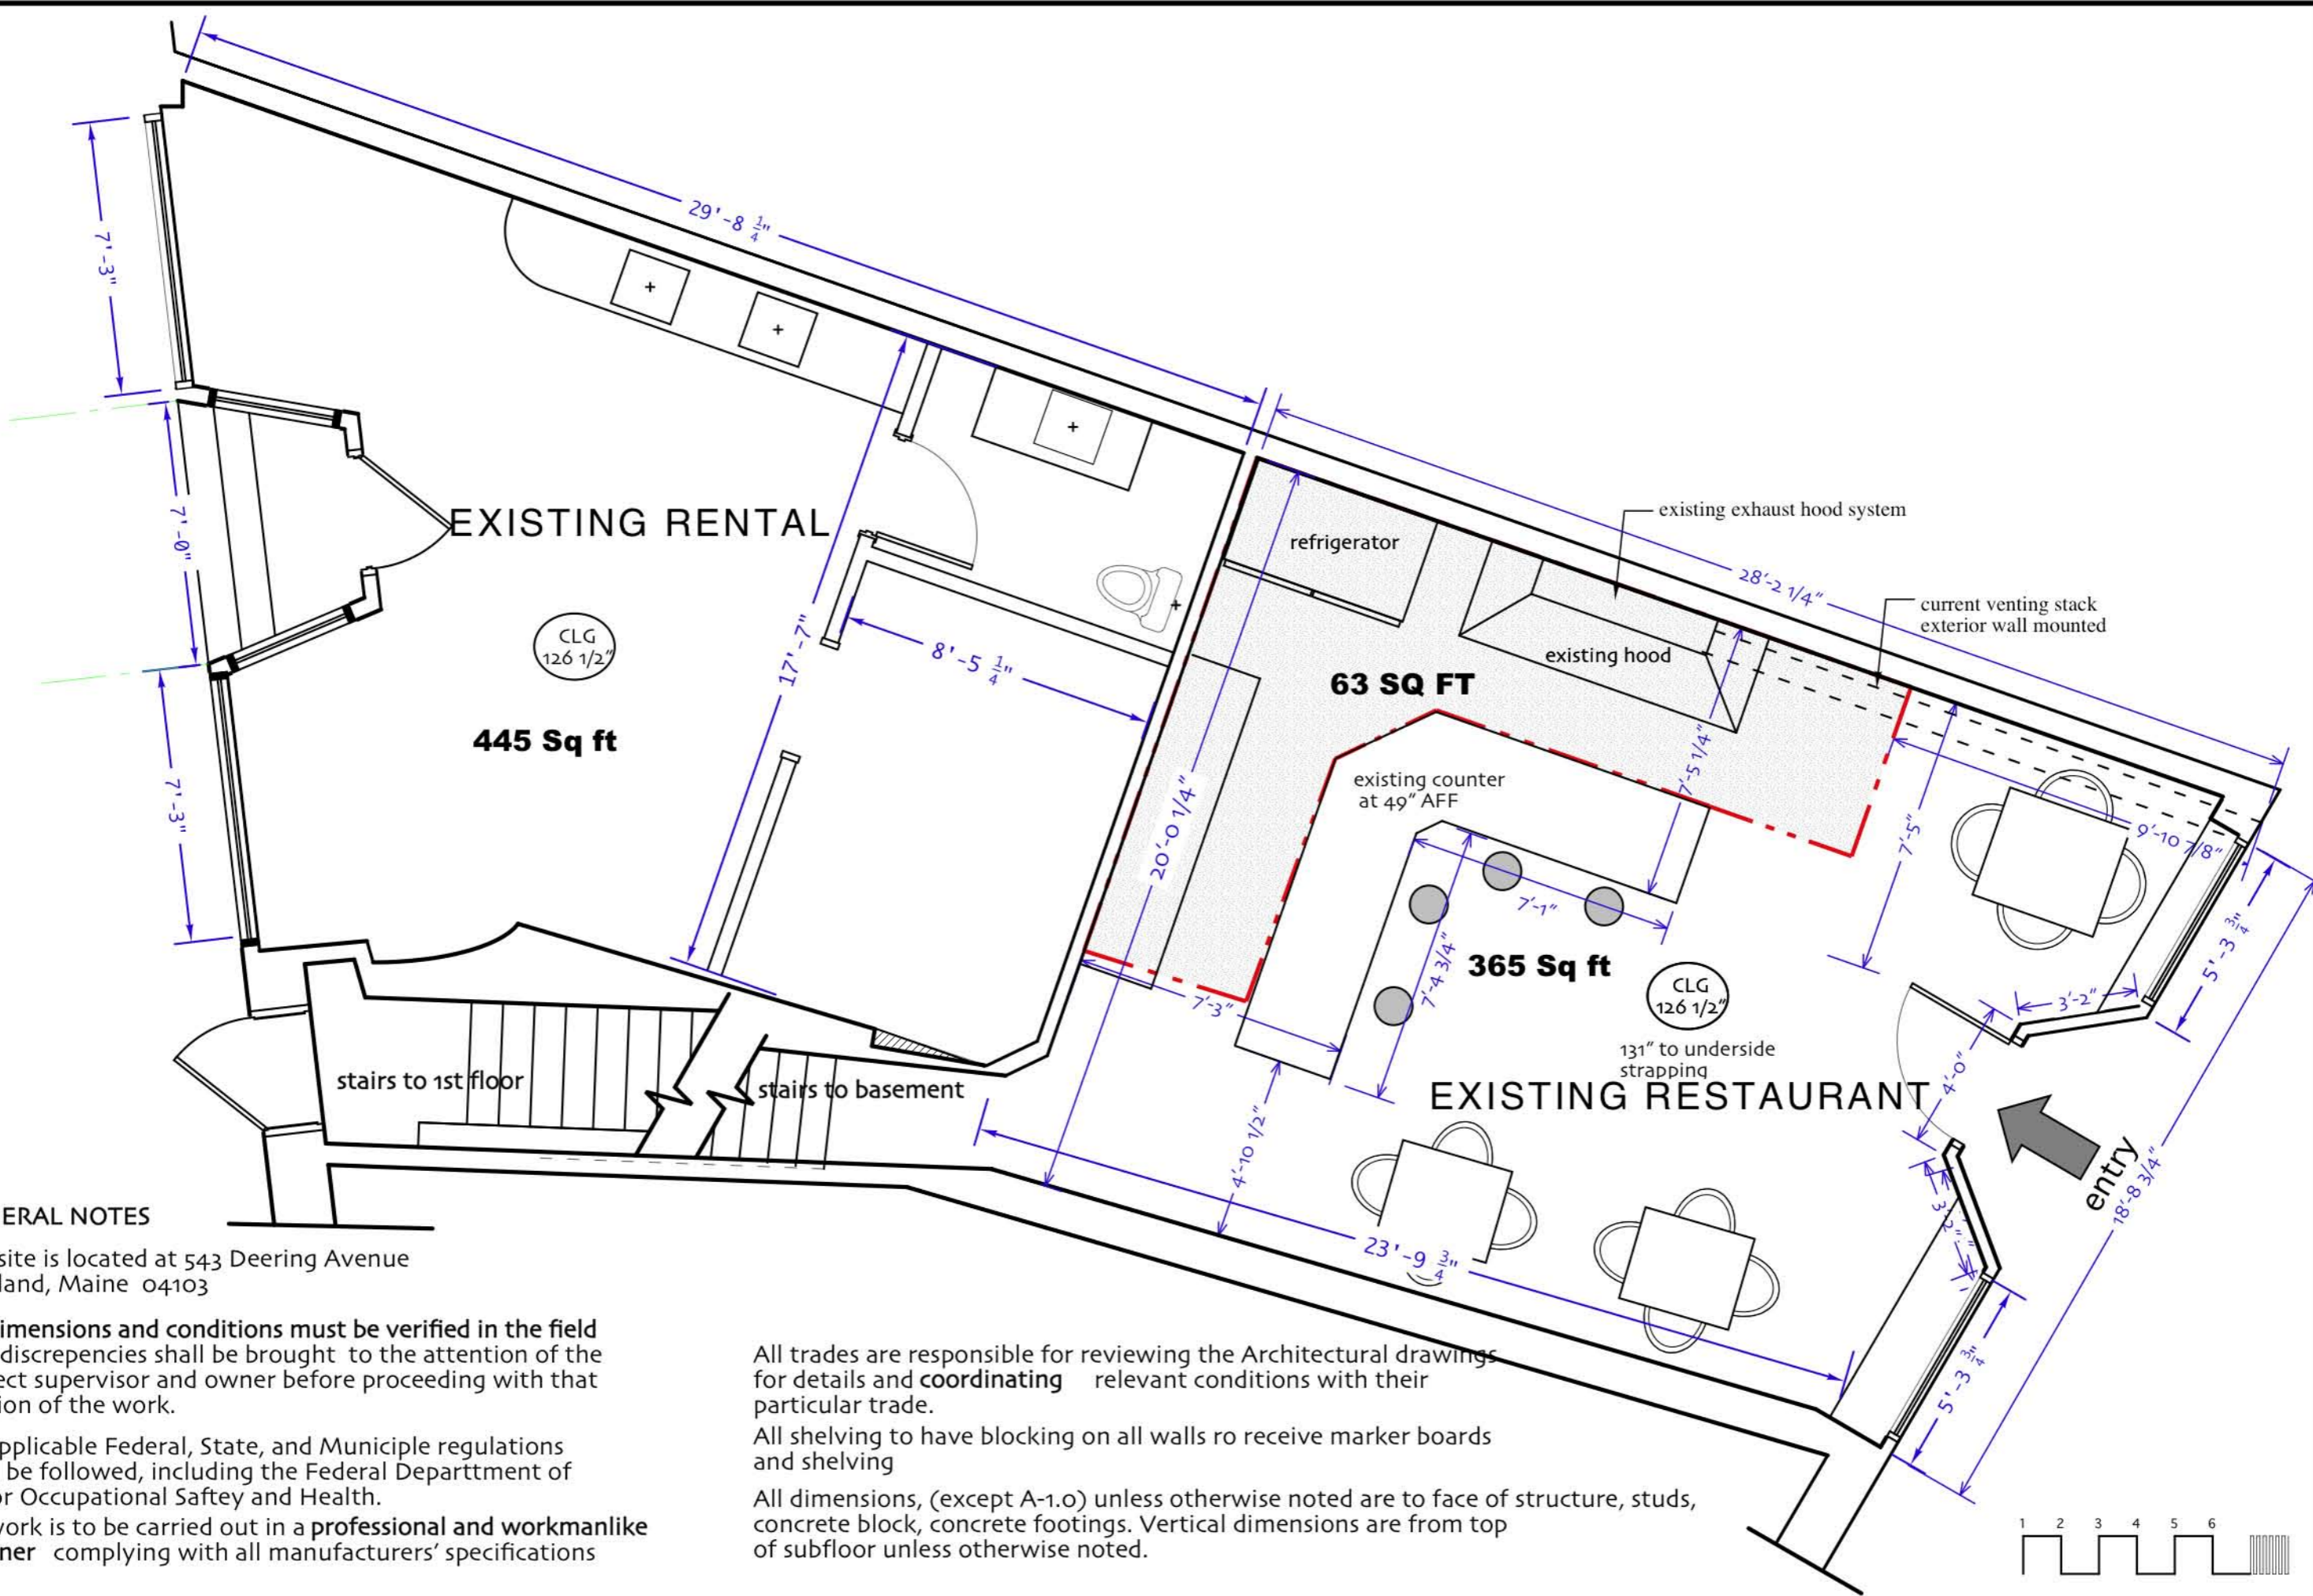 29'-8 1/4"
7'-3"
7'-0"
7'-3"
EXISTING RENTAL
CLG
126 1/2"
445 Sq ft
17'-7"
8'-5 1/4"
refrigerator
existing exhaust hood system
28'-2 1/4"
current venting stack
exterior wall mounted
existing hood
63 SQ FT
7'-5 1/4"
existing counter
at 49" AFF
20'-0 1/4"
7'-5"
9'-10 7/8"
7'-1"
7'-4 3/4"
365 Sq ft
CLG
126 1/2"
7'-3"
3'-2"
5'-3 3/4"
131" to underside
strapping
EXISTING RESTAURANT
4'-0"
stairs to 1st floor
stairs to basement
4'-10 1/2"
entry
18'-8 3/4"
3'-2"
23'-9 3/4"
5'-3 3/4"
ERAL NOTES
site is located at 543 Deering Avenue
land, Maine 04103
imensions and conditions must be verified in the field
discrepencies shall be brought to the attention of the
ect supervisor and owner before proceeding with that
ion of the work.
pplicable Federal, State, and Municiple regulations
be followed, including the Federal Departtment of
or Occupational Saftey and Health.
work is to be carried out in a professional and workmanlike
ner complying with all manufacturers' specifications
All trades are responsible for reviewing the Architectural drawings
for details and coordinating relevant conditions with their
particular trade.
All shelving to have blocking on all walls ro receive marker boards
and shelving
All dimensions, (except A-1.0) unless otherwise noted are to face of structure, studs,
concrete block, concrete footings. Vertical dimensions are from top
of subfloor unless otherwise noted.
1 2 3 4 5 6